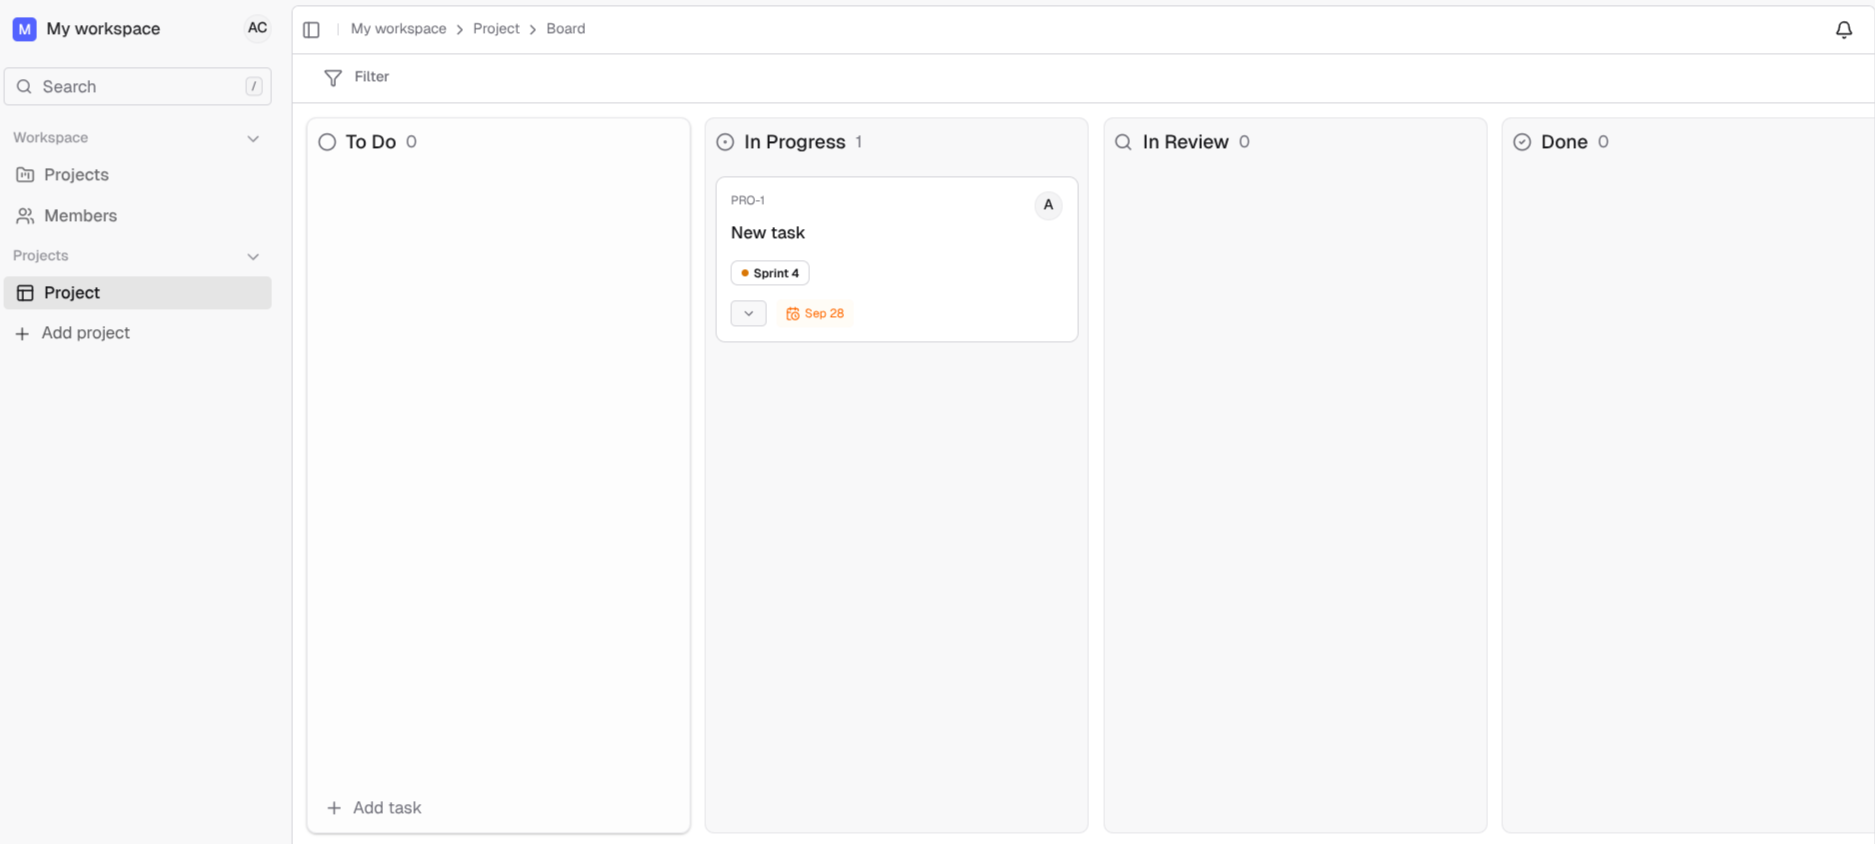 M My workspace AC
Search /
Workspace
Projects
Members
Projects
Project
Add project
My workspace > Project > Board
Filter
To Do 0
Add task
In Progress 1
PRO-1 A
New task
Sprint 4
Sep 28
In Review 0
Done 0